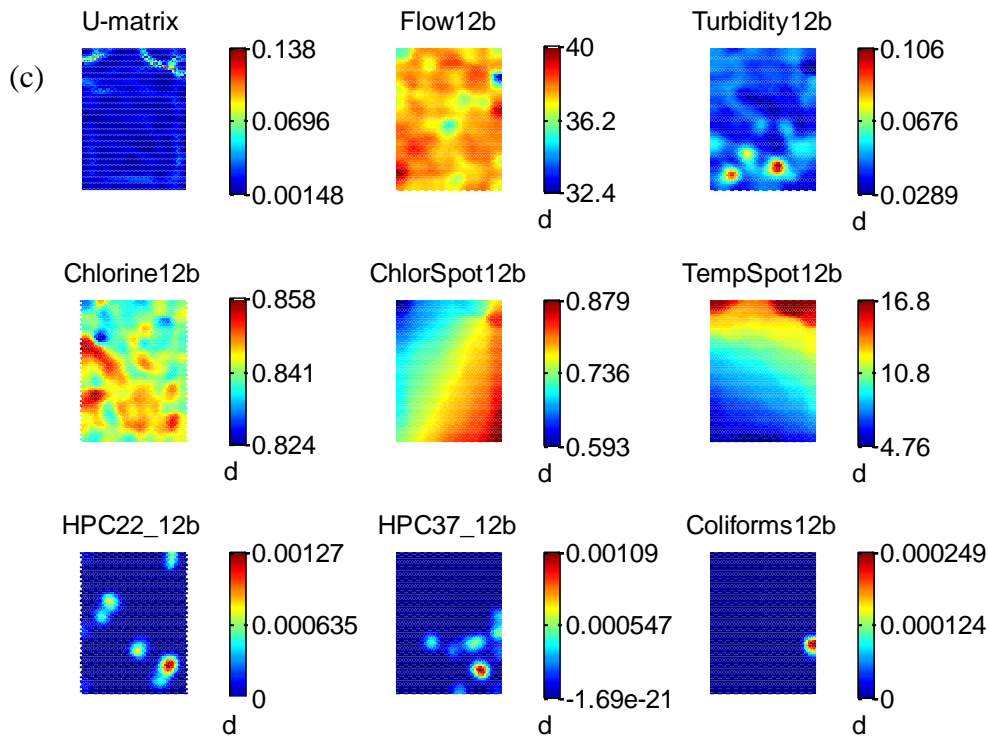 (c)
U-matrix
0.138
0.0696
0.00148
Flow12b
40
36.2
32.4
d
Turbidity12b
0.106
0.0676
0.0289
d
Chlorine12b
0.858
0.841
0.824
d
ChlorSpot12b
0.879
0.736
0.593
d
TempSpot12b
16.8
10.8
4.76
d
HPC22_12b
0.00127
0.000635
0
d
HPC37_12b
0.00109
0.000547
-1.69e-21
d
Coliforms12b
0.000249
0.000124
0
d